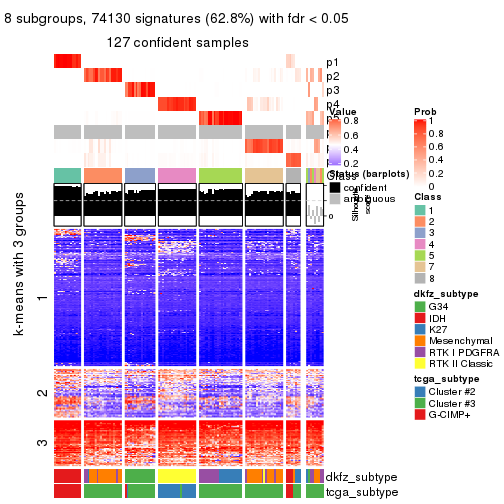 8 subgroups, 74130 signatures (62.8%) with fdr < 0.05
127 confident samples
p1
p2
p3
p4
Value
0.8
0.6
0.4
0.2
Prob
1
0.8
0.6
0.4
0.2
0
Class
Status (barplots)
confident
ambiguous
0
Class
1
2
3
4
5
7
8
k-means with 3 groups
1
2
3
dkfz_subtype
G34
IDH
K27
Mesenchymal
RTK I PDGFRA
RTK II Classic
tcga_subtype
Cluster #2
Cluster #3
G-CIMP+
dkfz_subtype
tcga_subtype